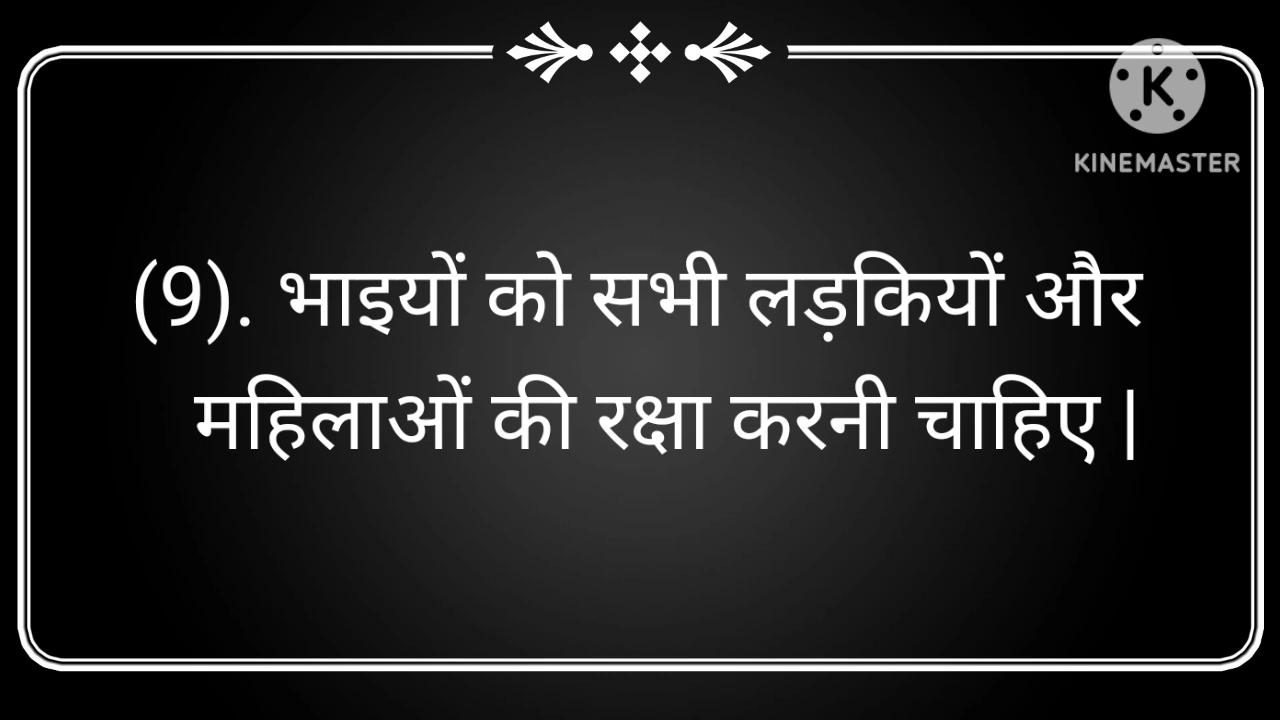 K
KINEMASTER
(9). भाइयों को सभी लड़कियों और
महिलाओं की रक्षा करनी चाहिए |